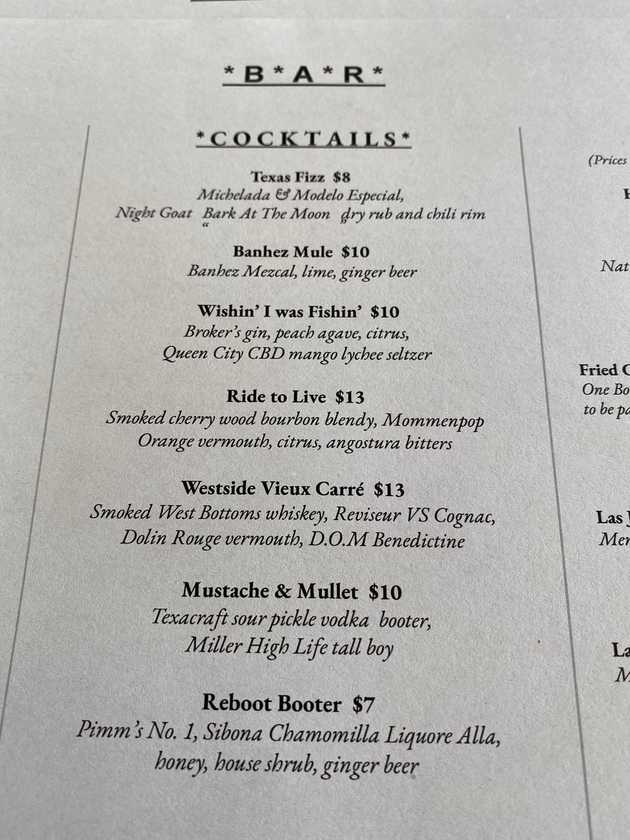 *B*A*R*
*COCKTAILS*
Texas Fizz $8
Michelada & Modelo Especial,
Night Goat “Bark At The Moon dry rub and chili rim
Banhez Mule $10
Banhez Mezcal, lime, ginger beer
Wishin’ I was Fishin’ $10
Broker’s gin, peach agave, citrus,
Queen City CBD mango lychee seltzer
Ride to Live $13
Smoked cherry wood bourbon blendy, Mommenpop
Orange vermouth, citrus, angostura bitters
Westside Vieux Carré $13
Smoked West Bottoms whiskey, Reviseur VS Cognac,
Dolin Rouge vermouth, D.O.M Benedictine
Mustache & Mullet $10
Texacraft sour pickle vodka booter,
Miller High Life tall boy
Reboot Booter $7
Pimm’s No. 1, Sibona Chamomilla Liquore Alla,
honey, house shrub, ginger beer
(Prices
Nat
Fried
One Bo
to be pa
Las
Mer
La